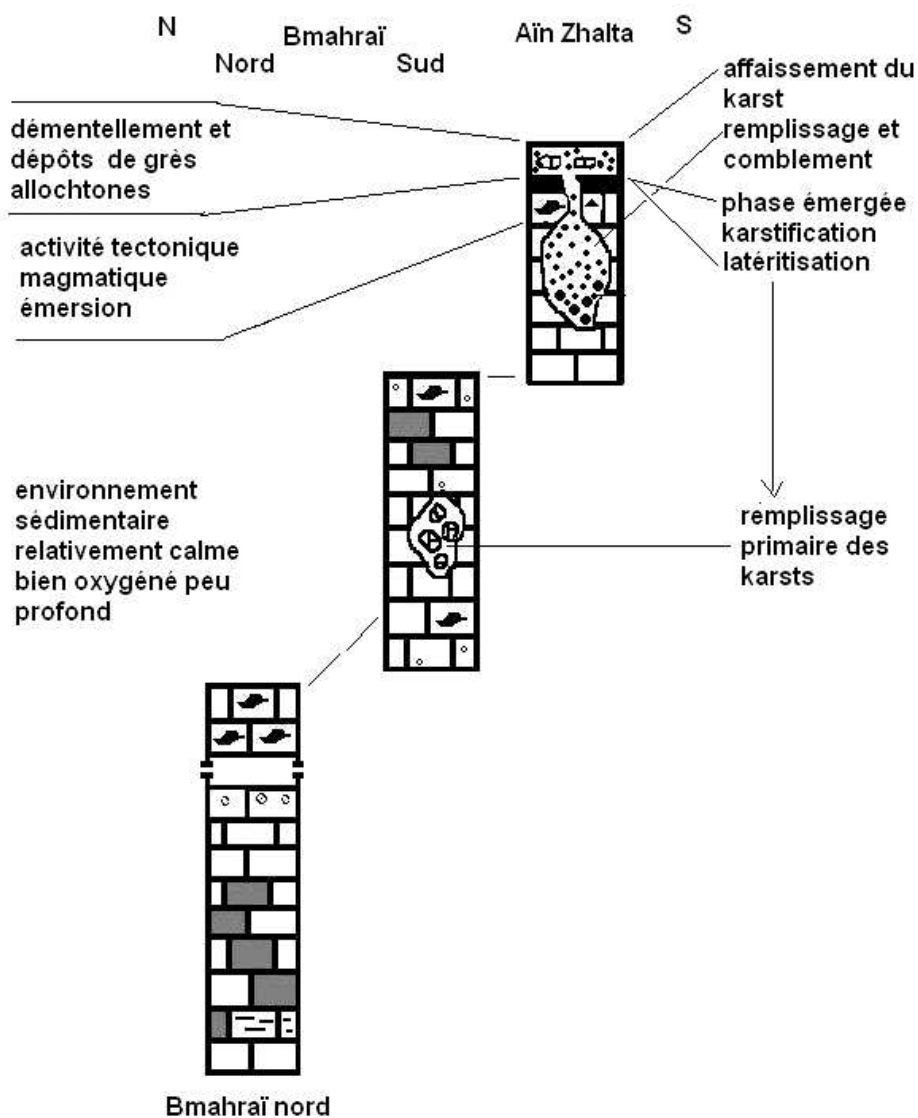 N
Bmahraï
Aïn Zhalta
S
Nord
Sud
affaissement du
karst
remplissage et
comblement
phase émergée
karstification
latéritisation
démentellement et
dépôts de grès
allochtones
activité tectonique
magmatique
émersion
environnement
sédimentaire
relativement calme
bien oxygéné peu
profond
remplissage
primaire des
karsts
Bmahraï nord